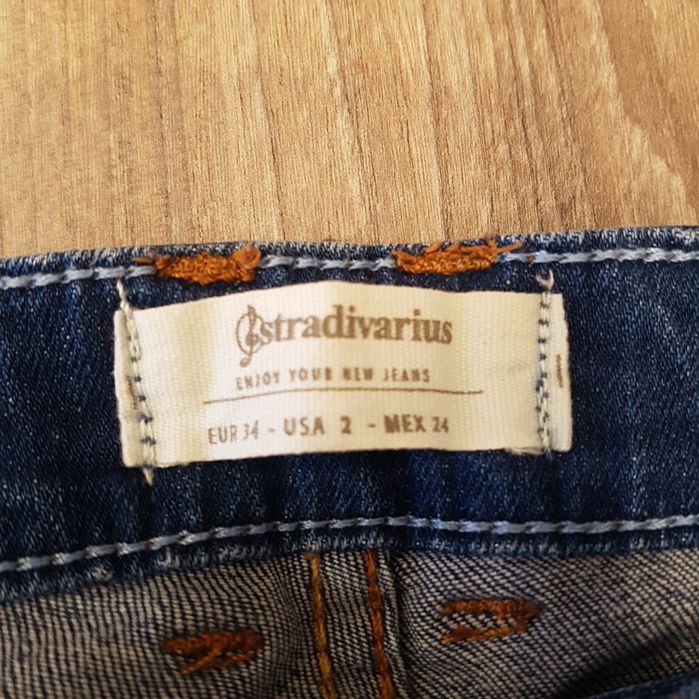 stradivarius
ENJOY YOUR NEW JEANS
EUR 34 - USA 2 - MEX 24